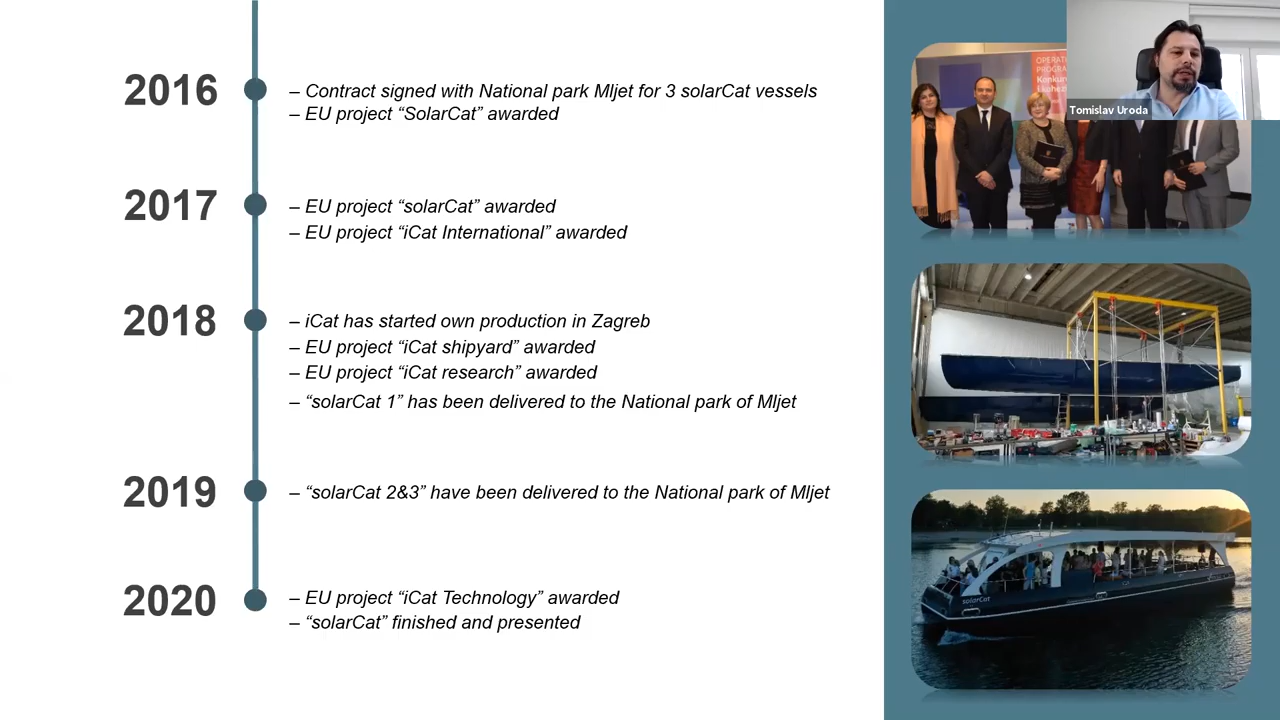 2016
– Contract signed with National park Mljet for 3 solarCat vessels
– EU project “SolarCat” awarded
2017
– EU project “solarCat” awarded
– EU project “iCat International” awarded
2018
– iCat has started own production in Zagreb
– EU project “iCat shipyard” awarded
– EU project “iCat research” awarded
– “solarCat 1” has been delivered to the National park of Mljet
2019
– “solarCat 2&3” have been delivered to the National park of Mljet
2020
– EU project “iCat Technology” awarded
– “solarCat” finished and presented
Tomislav Uroda
solarCat